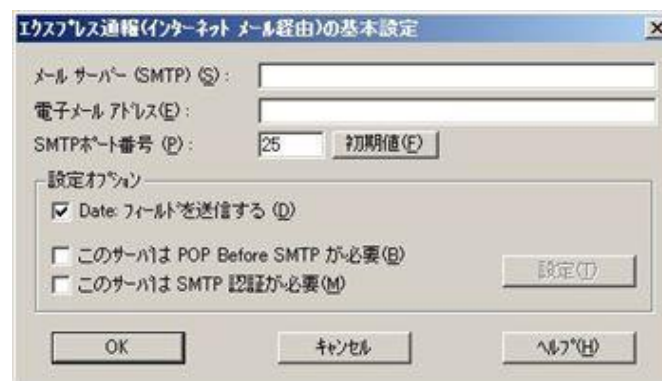 ｴｸｽﾌﾟﾚｽ通報(ｲﾝﾀｰﾈｯﾄ ﾒｰﾙ経由)の基本設定
ﾒｰﾙ ｻｰﾊﾞｰ (SMTP) (S) :
電子ﾒｰﾙ ｱﾄﾞﾚｽ(E) :
SMTPﾎﾟｰﾄ番号 (P) : 25 初期値(F)
設定ｵﾌﾟｼｮﾝ
Date: ﾌｨｰﾙﾄﾞを送信する (D)
このｻｰﾊﾞは POP Before SMTP が必要(B)
このｻｰﾊﾞは SMTP 認証が必要(M)
設定(T)
OK ｷｬﾝｾﾙ ﾍﾙﾌﾟ(H)